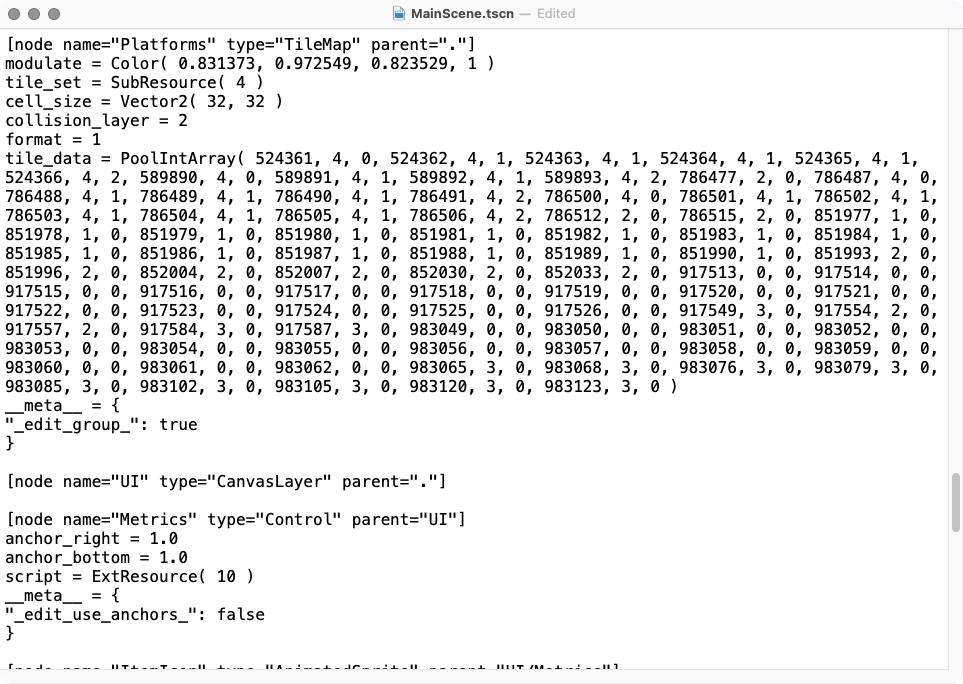 MainScene.tscn — Edited
[node name="Platforms" type="TileMap" parent="."]
modulate = Color( 0.831373, 0.972549, 0.823529, 1 )
tile_set = SubResource( 4 )
cell_size = Vector2( 32, 32 )
collision_layer = 2
format = 1
tile_data = PoolIntArray( 524361, 4, 0, 524362, 4, 1, 524363, 4, 1, 524364, 4, 1, 524365, 4, 1,
524366, 4, 2, 589890, 4, 0, 589891, 4, 1, 589892, 4, 1, 589893, 4, 2, 786477, 2, 0, 786487, 4, 0,
786488, 4, 1, 786489, 4, 1, 786490, 4, 1, 786491, 4, 2, 786500, 4, 0, 786501, 4, 1, 786502, 4, 1,
786503, 4, 1, 786504, 4, 1, 786505, 4, 1, 786506, 4, 2, 786512, 2, 0, 786515, 2, 0, 851977, 1, 0,
851978, 1, 0, 851979, 1, 0, 851980, 1, 0, 851981, 1, 0, 851982, 1, 0, 851983, 1, 0, 851984, 1, 0,
851985, 1, 0, 851986, 1, 0, 851987, 1, 0, 851988, 1, 0, 851989, 1, 0, 851990, 1, 0, 851993, 2, 0,
851996, 2, 0, 852004, 2, 0, 852007, 2, 0, 852030, 2, 0, 852033, 2, 0, 917513, 0, 0, 917514, 0, 0,
917515, 0, 0, 917516, 0, 0, 917517, 0, 0, 917518, 0, 0, 917519, 0, 0, 917520, 0, 0, 917521, 0, 0,
917522, 0, 0, 917523, 0, 0, 917524, 0, 0, 917525, 0, 0, 917526, 0, 0, 917549, 3, 0, 917554, 2, 0,
917557, 2, 0, 917584, 3, 0, 917587, 3, 0, 983049, 0, 0, 983050, 0, 0, 983051, 0, 0, 983052, 0, 0,
983053, 0, 0, 983054, 0, 0, 983055, 0, 0, 983056, 0, 0, 983057, 0, 0, 983058, 0, 0, 983059, 0, 0,
983060, 0, 0, 983061, 0, 0, 983062, 0, 0, 983065, 3, 0, 983068, 3, 0, 983076, 3, 0, 983079, 3, 0,
983085, 3, 0, 983102, 3, 0, 983105, 3, 0, 983120, 3, 0, 983123, 3, 0 )
__meta__ = {
"_edit_group_": true
}
[node name="UI" type="CanvasLayer" parent="."]
[node name="Metrics" type="Control" parent="UI"]
anchor_right = 1.0
anchor_bottom = 1.0
script = ExtResource( 10 )
__meta__ = {
"_edit_use_anchors_": false
}
[node name="ItemIcon" type="AnimatedSprite" parent="UI/Metrics"]